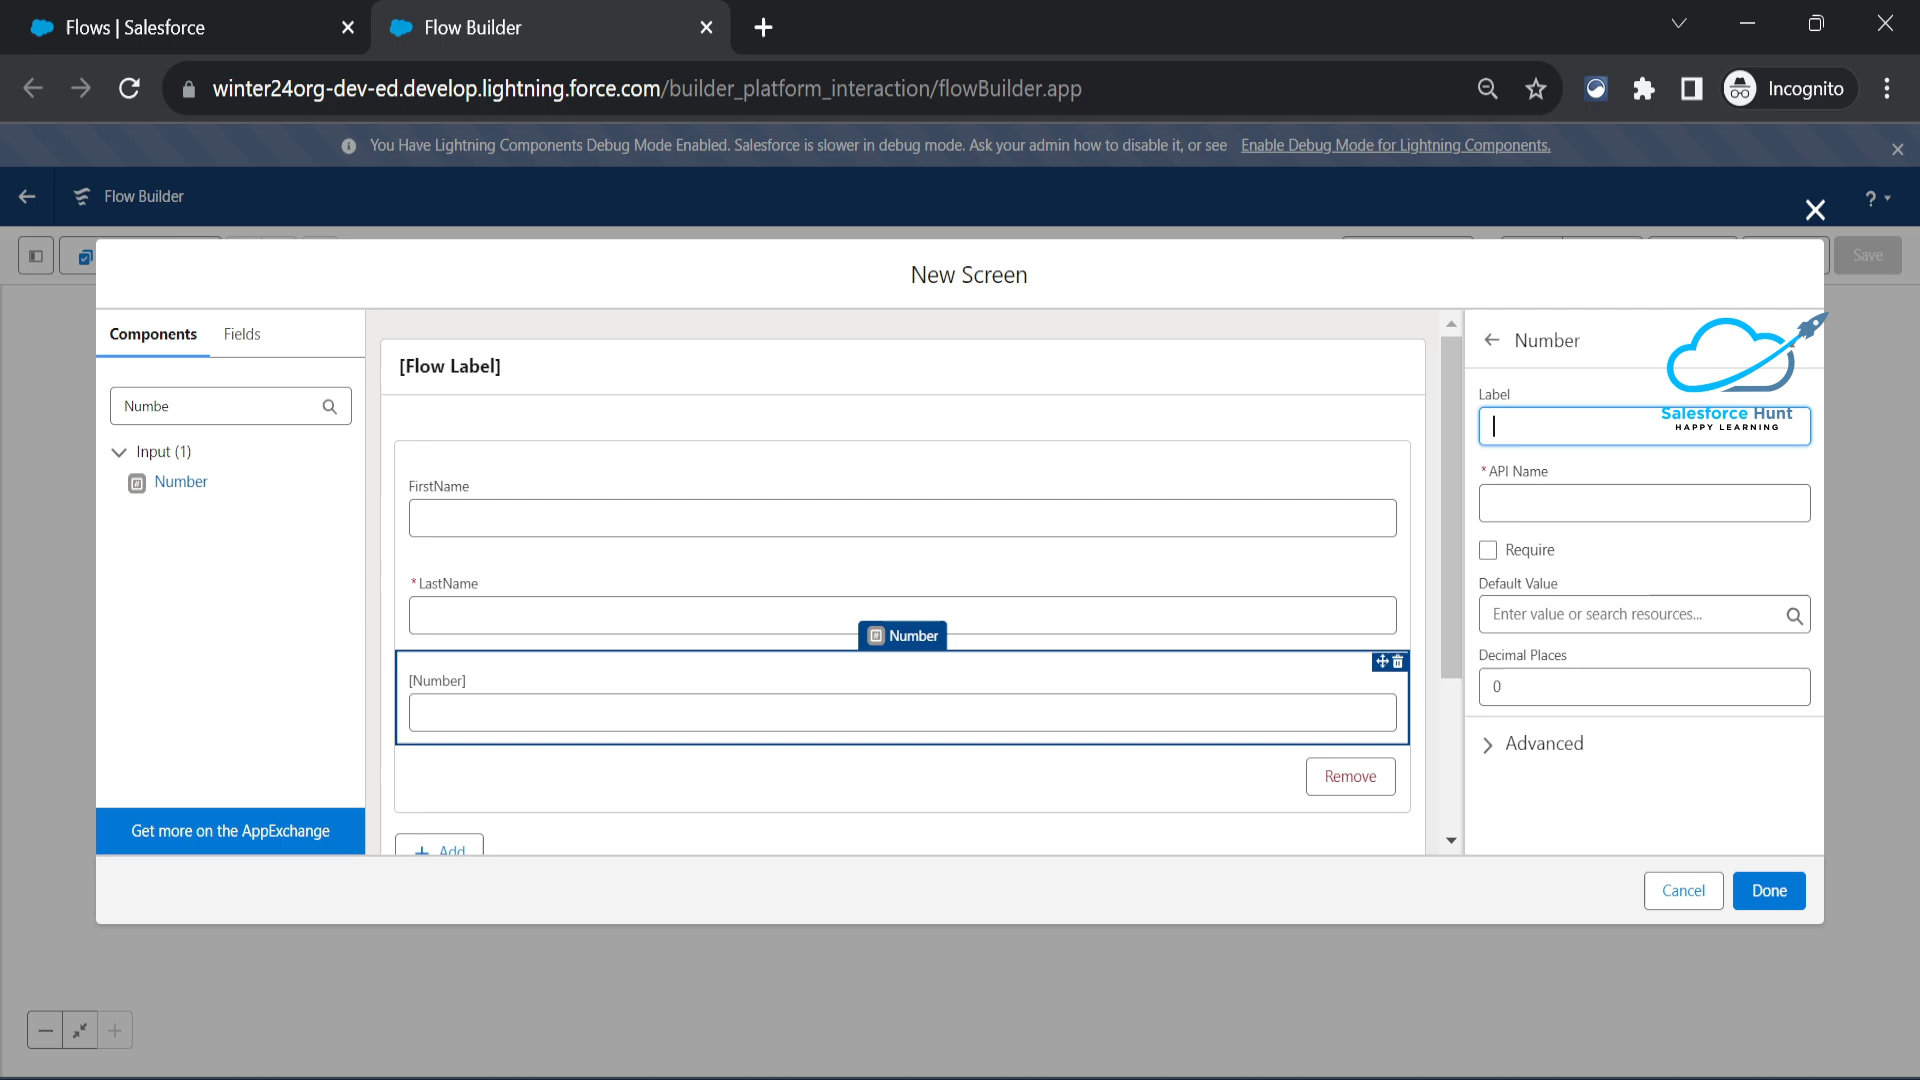 Flows | Salesforce
Flow Builder
winter24org-dev-ed.develop.lightning.force.com/builder_platform_interaction/flowBuilder.app
Incognito
You Have Lightning Components Debug Mode Enabled. Salesforce is slower in debug mode. Ask your admin how to disable it, or see Enable Debug Mode for Lightning Components.
Flow Builder
?
Save
New Screen
Components
Fields
Numbe
Input (1)
Number
Get more on the AppExchange
[Flow Label]
FirstName
* LastName
Number
[Number]
Remove
+ Add
Number
Salesforce Hunt
HAPPY LEARNING
Label
* API Name
Require
Default Value
Enter value or search resources...
Decimal Places
0
Advanced
Cancel
Done